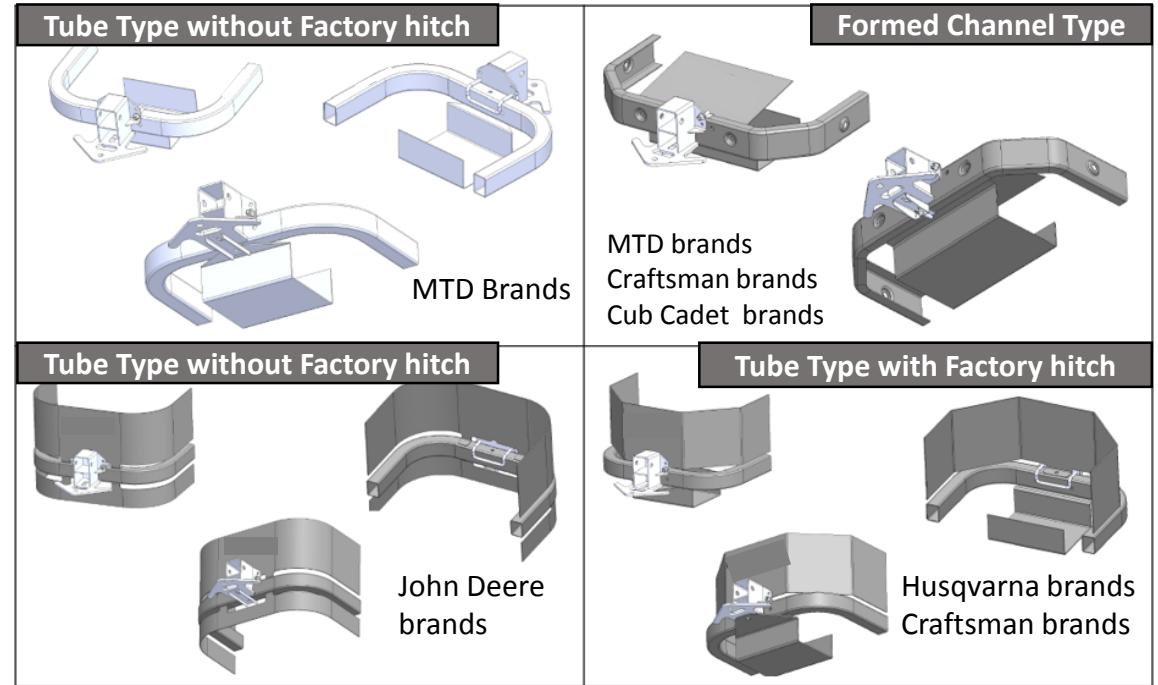 Tube Type without Factory hitch
MTD Brands
Formed Channel Type
MTD brands
Craftsman brands
Cub Cadet  brands
Tube Type without Factory hitch
John Deere
brands
Tube Type with Factory hitch
Husqvarna brands
Craftsman brands